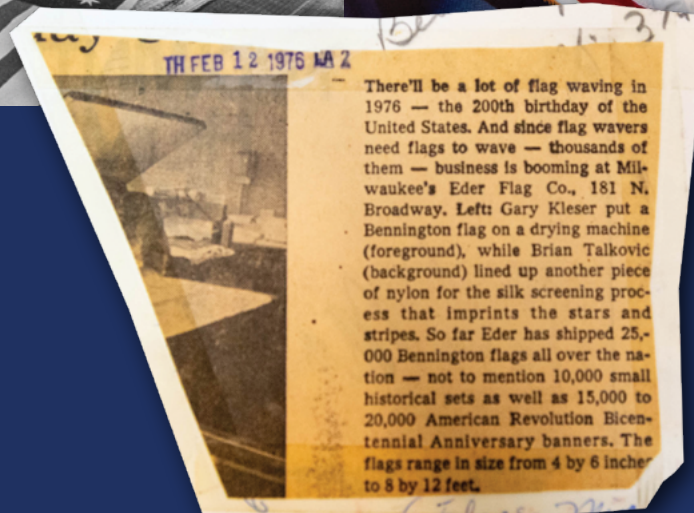 TH FEB 12 1976 LA 2
There'll be a lot of flag waving in
1976 — the 200th birthday of the
United States. And since flag wavers
need flags to wave — thousands of
them — business is booming at Mil-
waukee's Eder Flag Co., 181 N.
Broadway. Left: Gary Kleser put a
Bennington flag on a drying machine
(foreground), while Brian Talkovic
(background) lined up another piece
of nylon for the silk screening proc-
ess that imprints the stars and
stripes. So far Eder has shipped 25,-
000 Bennington flags all over the na-
tion — not to mention 10,000 small
historical sets as well as 15,000 to
20,000 American Revolution Bicen-
tennial Anniversary banners. The
flags range in size from 4 by 6 inches
to 8 by 12 feet.